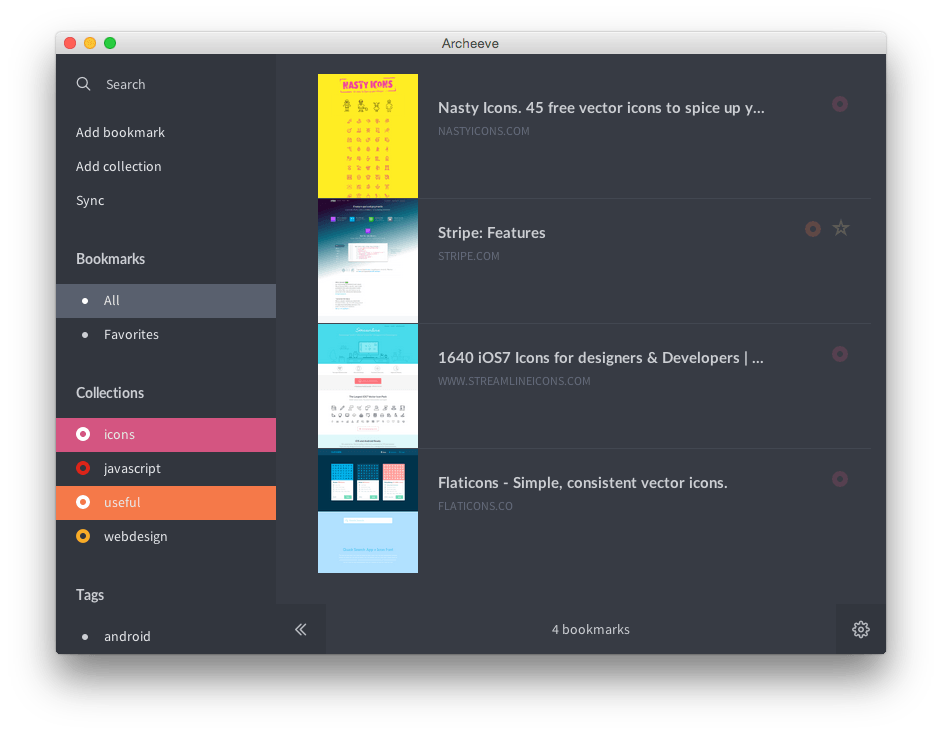 Archeeve
Search
Add bookmark
Add collection
Sync
Bookmarks
All
Favorites
Collections
icons
javascript
useful
webdesign
Tags
android
NASTY ICONS
Nasty Icons. 45 free vector icons to spice up y...
NASTYICONS.COM
Stripe: Features
STRIPE.COM
1640 iOS7 Icons for designers & Developers | ...
WWW.STREAMLINEICONS.COM
Flaticons - Simple, consistent vector icons.
FLATICONS.CO
4 bookmarks